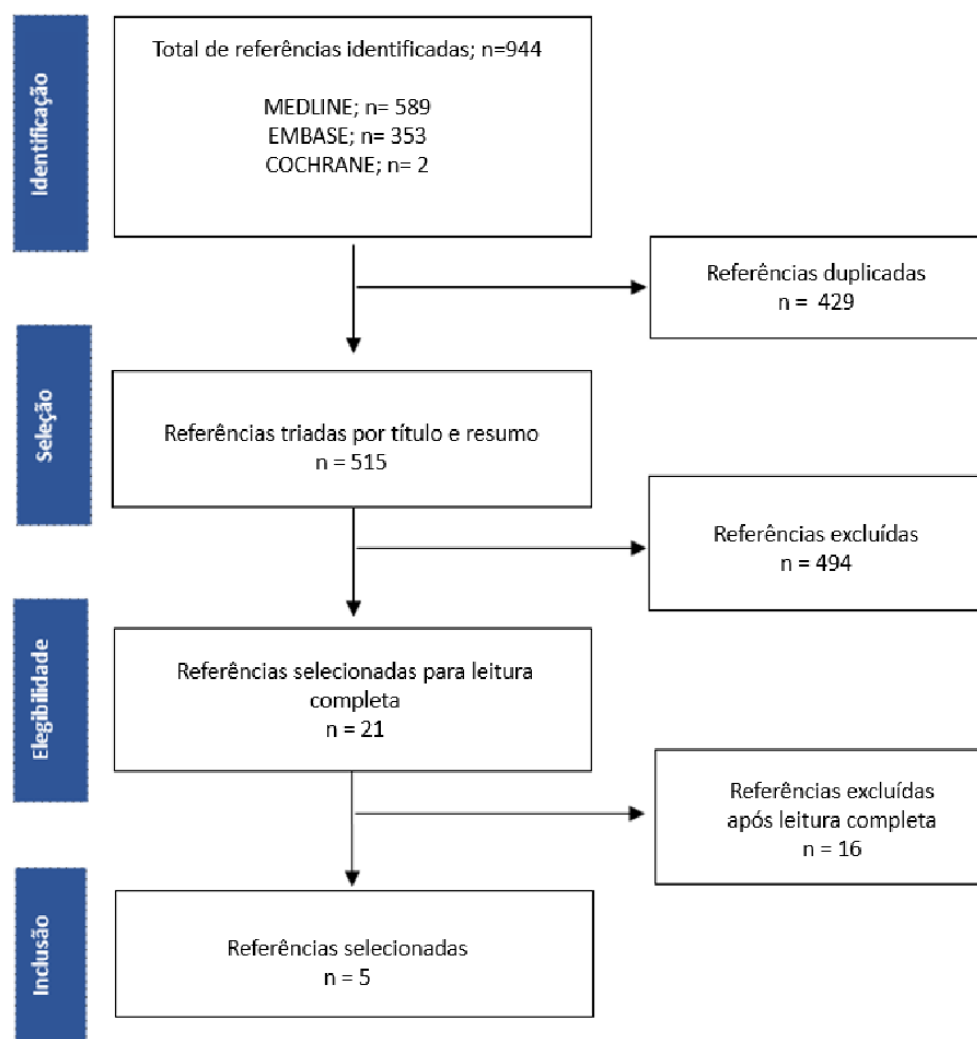 Identificação
Total de referências identificadas; n=944
MEDLINE; n= 589
EMBASE; n= 353
COCHRANE; n= 2
Referências duplicadas
n = 429
Seleção
Referências triadas por título e resumo
n = 515
Referências excluídas
n = 494
Elegibilidade
Referências selecionadas para leitura
completa
n = 21
Referências excluídas
após leitura completa
n = 16
Inclusão
Referências selecionadas
n = 5